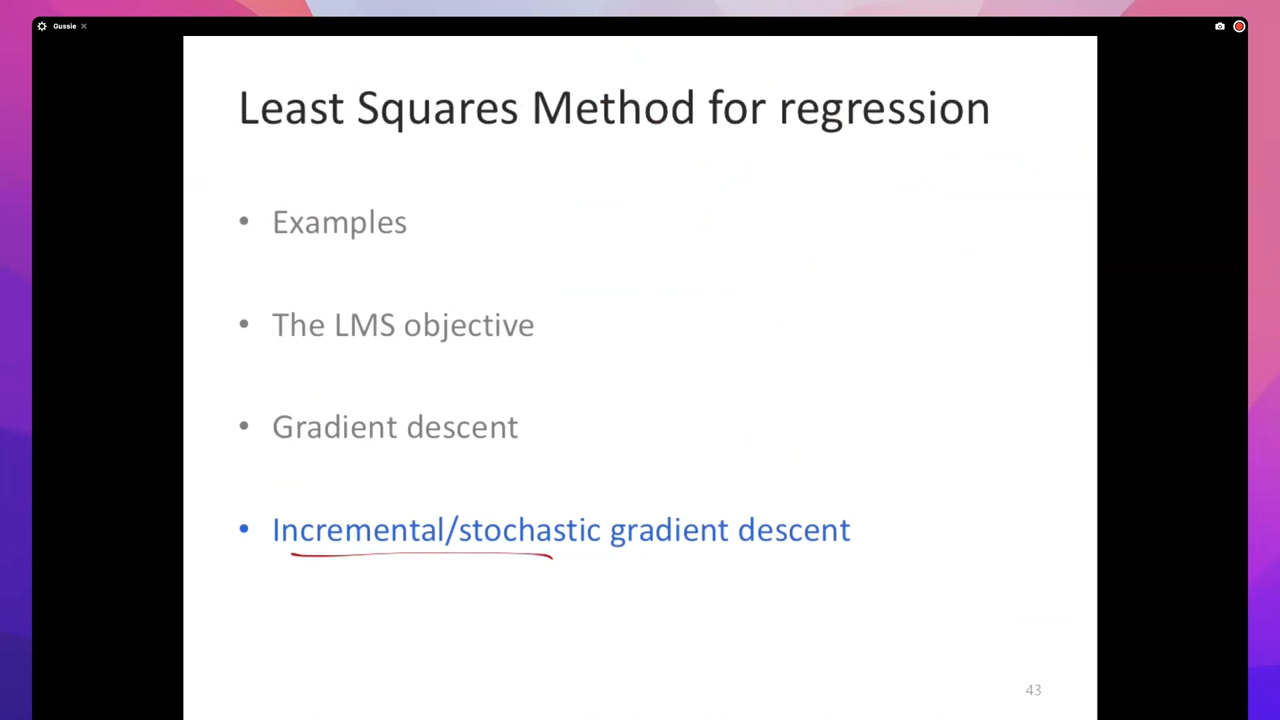 Gussie
Least Squares Method for regression
• Examples
• The LMS objective
• Gradient descent
• Incremental/stochastic gradient descent
43